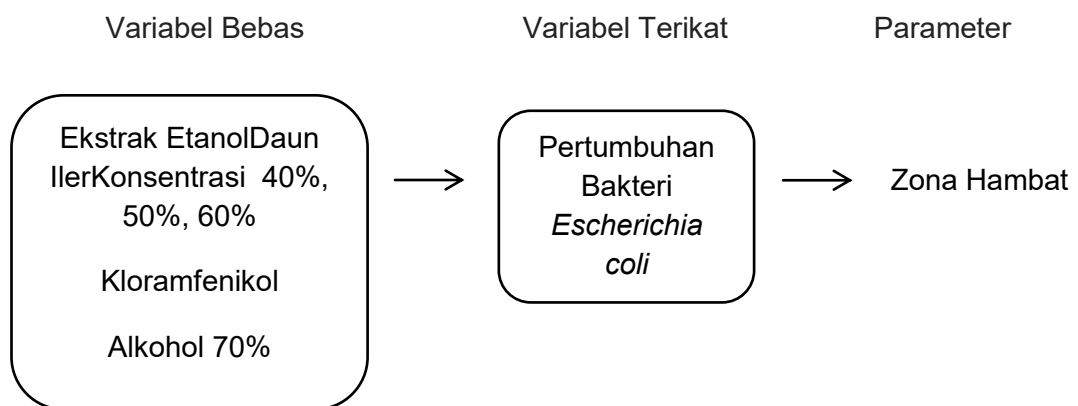 Variabel Bebas
Variabel Terikat
Parameter
Ekstrak EtanolDaun
IlerKonsentrasi 40%,
50%, 60%
Kloramfenikol
Alkohol 70%
Pertumbuhan
Bakteri
Escherichia
coli
Zona Hambat